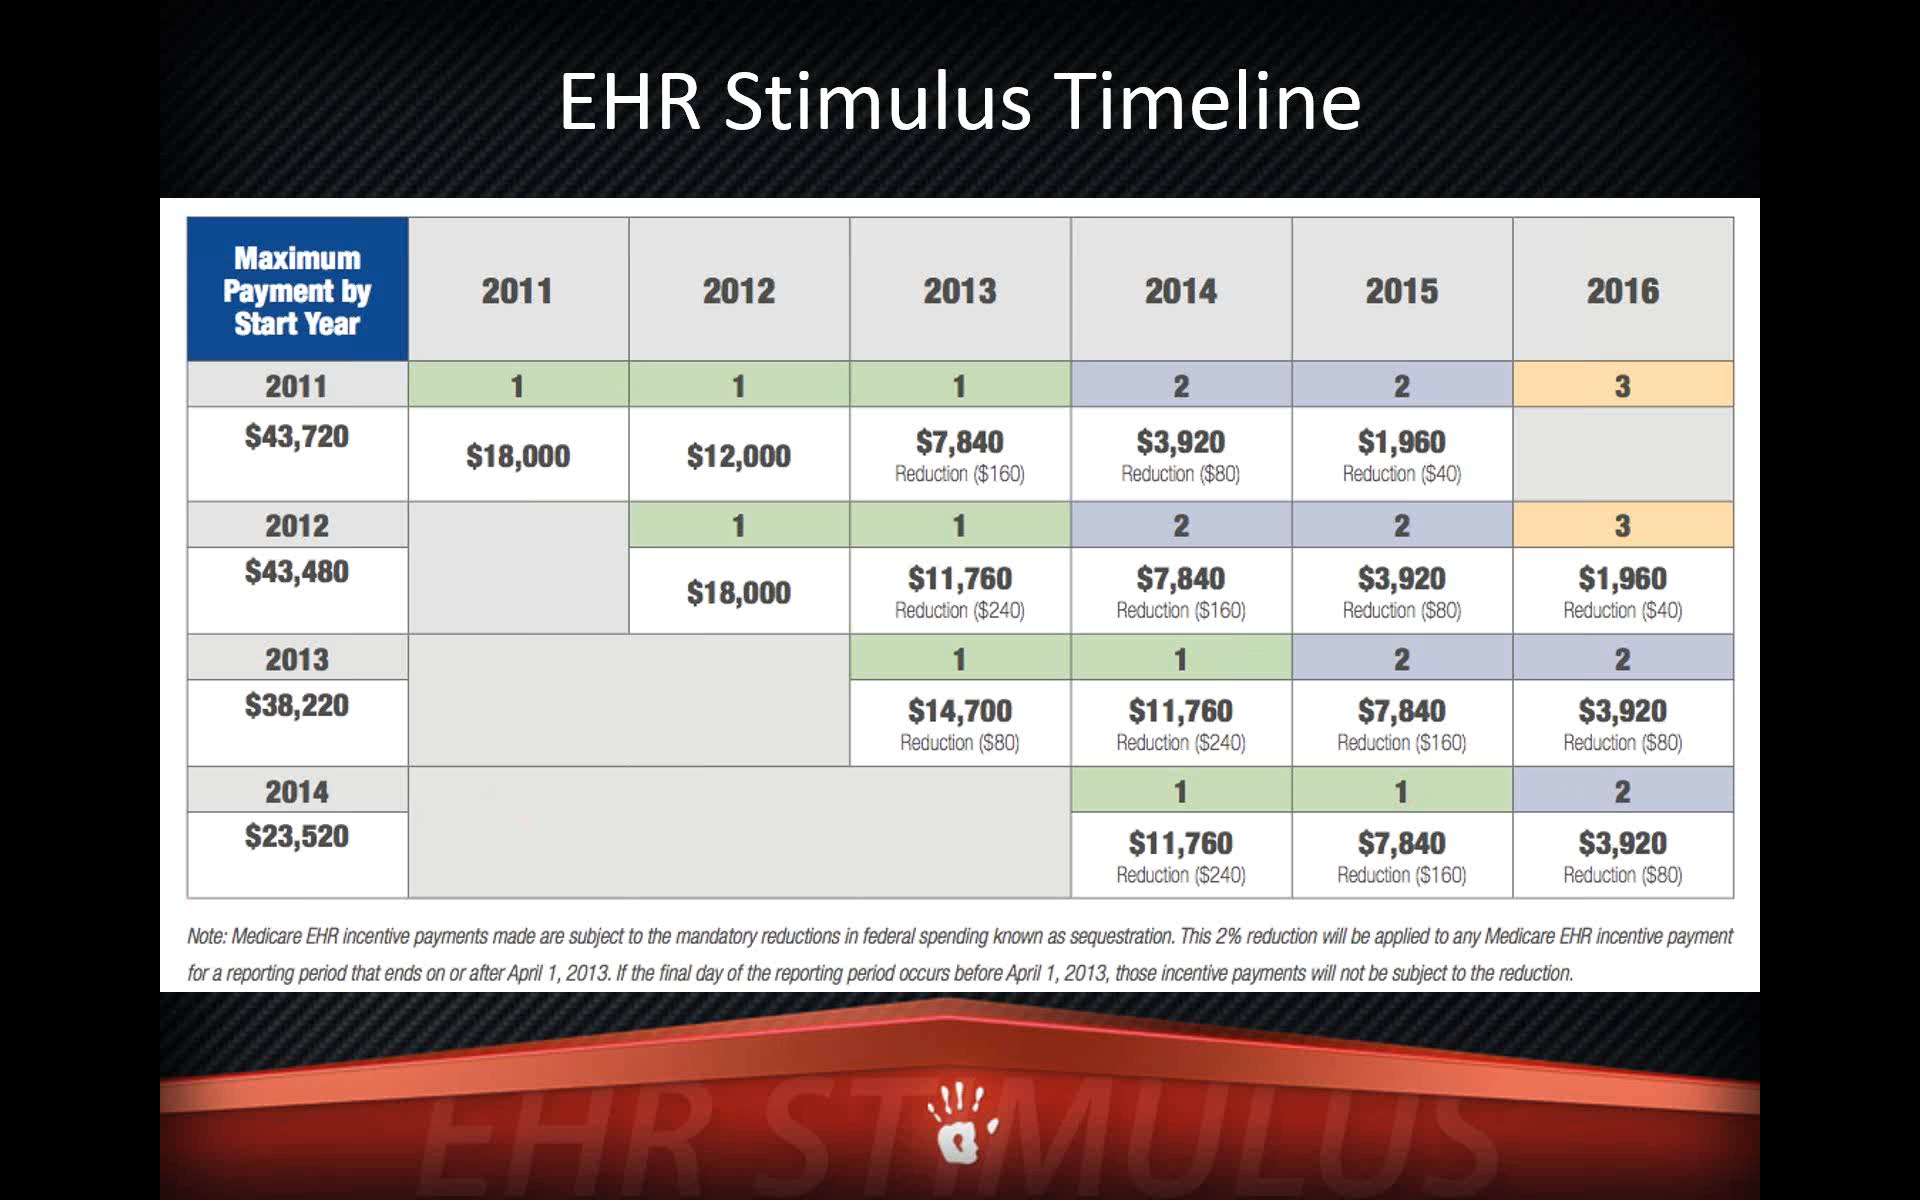 EHR Stimulus Timeline
Maximum
Payment by
Start Year
2011
2012
2013
2014
2015
2016
2011
1
1
1
2
2
3
$43,720
$18,000
$12,000
$7,840
Reduction ($160)
$3,920
Reduction ($80)
$1,960
Reduction ($40)
2012
1
1
2
2
3
$43,480
$18,000
$11,760
Reduction ($240)
$7,840
Reduction ($160)
$3,920
Reduction ($80)
$1,960
Reduction ($40)
2013
1
1
2
2
$38,220
$14,700
Reduction ($80)
$11,760
Reduction ($240)
$7,840
Reduction ($160)
$3,920
Reduction ($80)
2014
1
1
2
$23,520
$11,760
Reduction ($240)
$7,840
Reduction ($160)
$3,920
Reduction ($80)
Note: Medicare EHR incentive payments made are subject to the mandatory reductions in federal spending known as sequestration. This 2% reduction will be applied to any Medicare EHR incentive payment
for a reporting period that ends on or after April 1, 2013. If the final day of the reporting period occurs before April 1, 2013, those incentive payments will not be subject to the reduction.
EHR STIMULUS